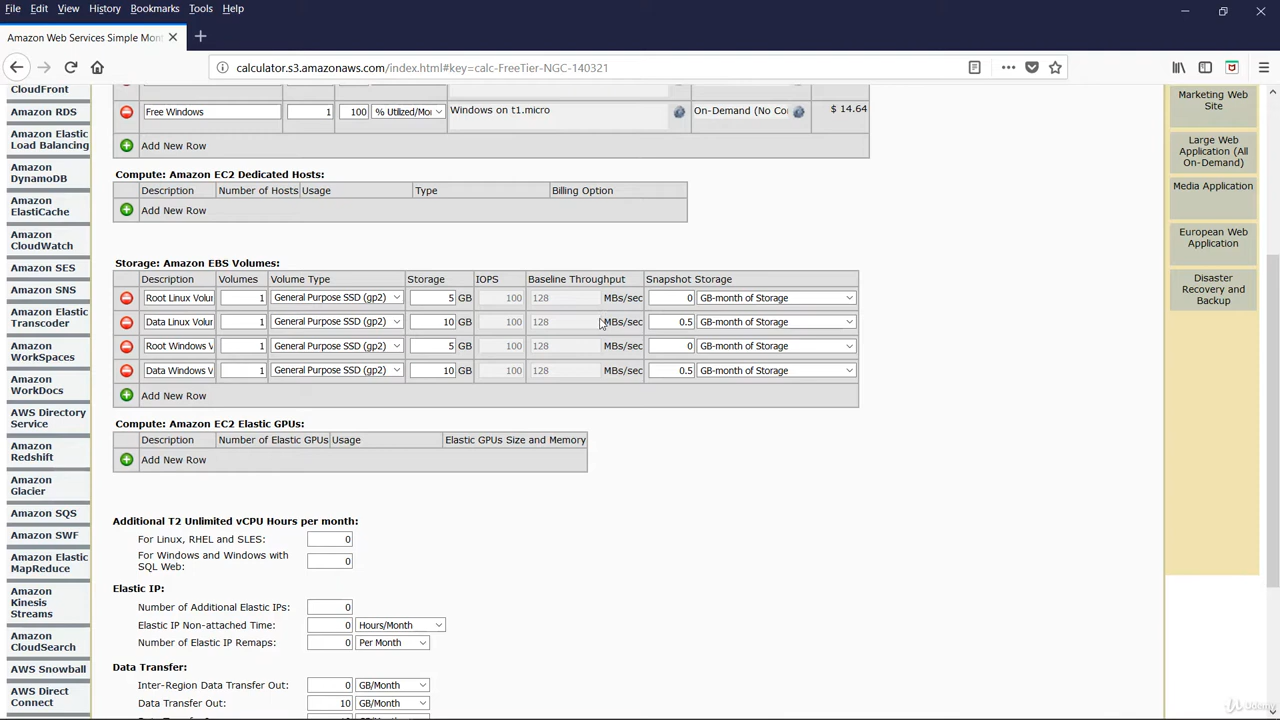 File Edit View History Bookmarks Tools Help
Amazon Web Services Simple Mon
calculator.s3.amazonaws.com/index.html#key=calc-FreeTier-NGC-140321
CloudFront
Amazon RDS
Amazon Elastic
Load Balancing
Amazon
DynamoDB
Amazon
ElastiCache
Amazon
CloudWatch
Amazon SES
Amazon SNS
Amazon Elastic
Transcoder
Amazon
WorkSpaces
Amazon
WorkDocs
AWS Directory
Service
Amazon
Redshift
Amazon
Glacier
Amazon SQS
Amazon SWF
Amazon Elastic
MapReduce
Amazon
Kinesis
Streams
Amazon
CloudSearch
AWS Snowball
AWS Direct
Connect
Free Windows 1 100 % Utilized/Mon Windows on t1.micro On-Demand (No Con $ 14.64
Add New Row
Compute: Amazon EC2 Dedicated Hosts:
Description Number of Hosts Usage Type Billing Option
Add New Row
Storage: Amazon EBS Volumes:
Description Volumes Volume Type Storage IOPS Baseline Throughput Snapshot Storage
Root Linux Volur 1 General Purpose SSD (gp2) 5 GB 100 128 MBs/sec 0 GB-month of Storage
Data Linux Volur 1 General Purpose SSD (gp2) 10 GB 100 128 MBs/sec 0.5 GB-month of Storage
Root Windows V 1 General Purpose SSD (gp2) 5 GB 100 128 MBs/sec 0 GB-month of Storage
Data Windows V 1 General Purpose SSD (gp2) 10 GB 100 128 MBs/sec 0.5 GB-month of Storage
Add New Row
Compute: Amazon EC2 Elastic GPUs:
Description Number of Elastic GPUs Usage Elastic GPUs Size and Memory
Add New Row
Additional T2 Unlimited vCPU Hours per month:
For Linux, RHEL and SLES: 0
For Windows and Windows with
SQL Web: 0
Elastic IP:
Number of Additional Elastic IPs: 0
Elastic IP Non-attached Time: 0 Hours/Month
Number of Elastic IP Remaps: 0 Per Month
Data Transfer:
Inter-Region Data Transfer Out: 0 GB/Month
Data Transfer Out: 10 GB/Month
Marketing Web
Site
Large Web
Application (All
On-Demand)
Media Application
European Web
Application
Disaster
Recovery and
Backup
Udemy